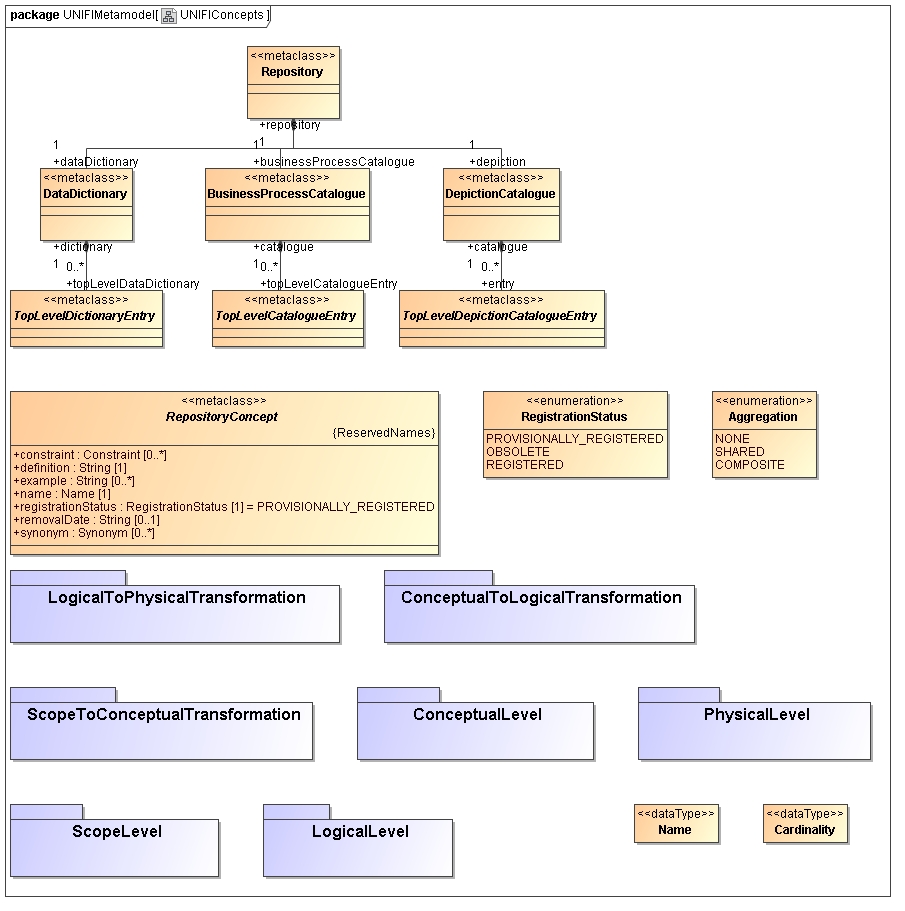 package UNIFIMetamodel[ UNIFIConcepts ]
<<metaclass>>
Repository
+repository
1
1
1
1
+dataDictionary
+businessProcessCatalogue
+depiction
<<metaclass>>
DataDictionary
<<metaclass>>
BusinessProcessCatalogue
<<metaclass>>
DepictionCatalogue
+dictionary
+catalogue
+catalogue
1
0..*
1
0..*
1
0..*
+topLevelDataDictionary
+topLevelCatalogueEntry
+entry
<<metaclass>>
TopLevelDictionaryEntry
<<metaclass>>
TopLevelCatalogueEntry
<<metaclass>>
TopLevelDepictionCatalogueEntry
<<metaclass>>
RepositoryConcept
{ReservedNames}
+constraint : Constraint [0..*]
+definition : String [1]
+example : String [0..*]
+name : Name [1]
+registrationStatus : RegistrationStatus [1] = PROVISIONALLY_REGISTERED
+removalDate : String [0..1]
+synonym : Synonym [0..*]
<<enumeration>>
RegistrationStatus
PROVISIONALLY_REGISTERED
OBSOLETE
REGISTERED
<<enumeration>>
Aggregation
NONE
SHARED
COMPOSITE
LogicalToPhysicalTransformation
ConceptualToLogicalTransformation
ScopeToConceptualTransformation
ConceptualLevel
PhysicalLevel
ScopeLevel
LogicalLevel
<<dataType>>
Name
<<dataType>>
Cardinality